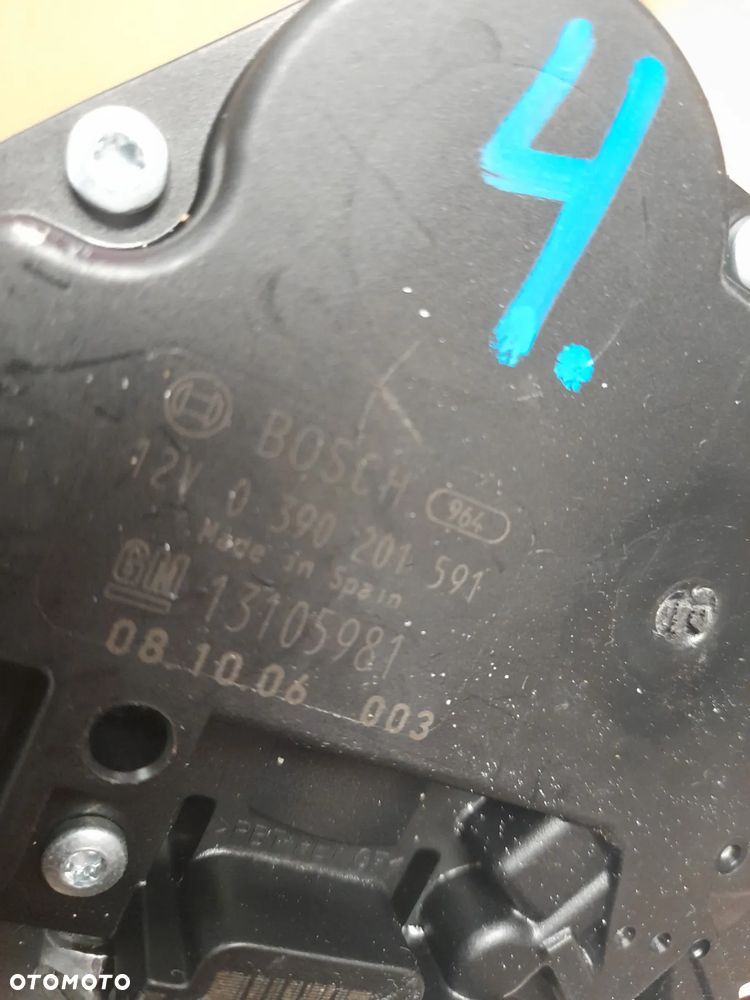 4.
BOSCH 964
12V 0 390 201 591
Made in Spain
GM 13105981
08.10.06 003
OTOMOTO